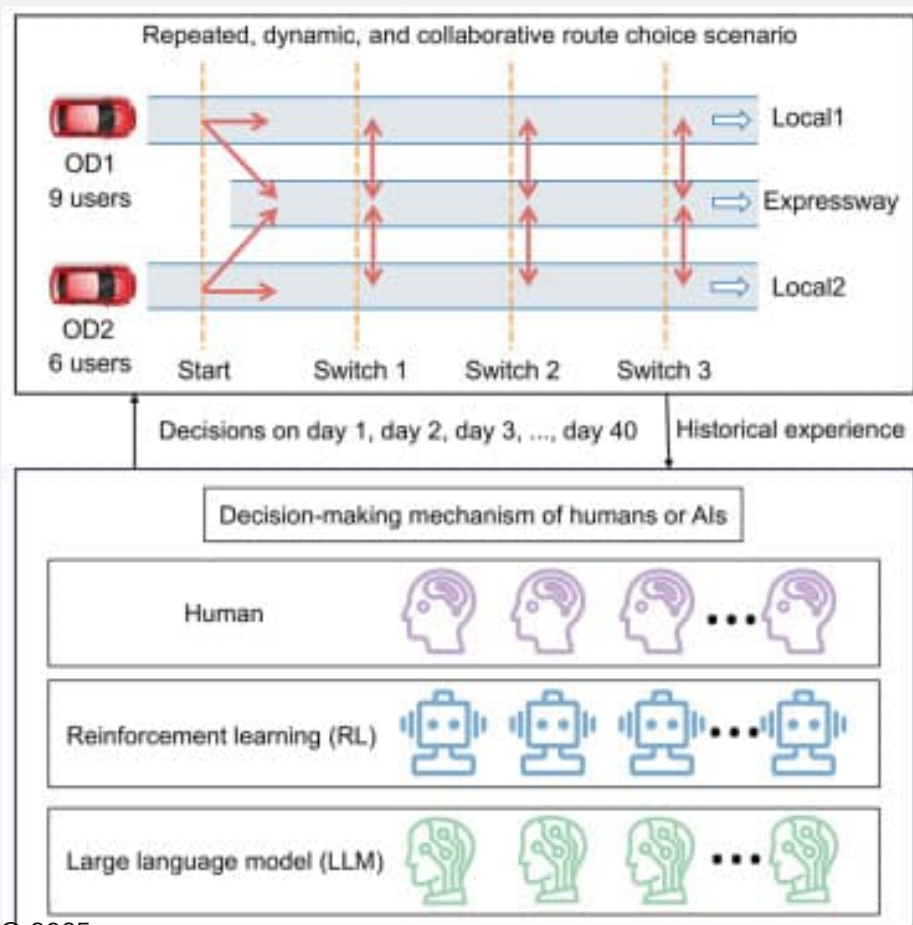 Repeated, dynamic, and collaborative route choice scenario
OD1
9 users
Local1
Expressway
OD2
6 users
Local2
Start
Switch 1
Switch 2
Switch 3
Decisions on day 1, day 2, day 3, ..., day 40
Historical experience
Decision-making mechanism of humans or AIs
Human
Reinforcement learning (RL)
Large language model (LLM)